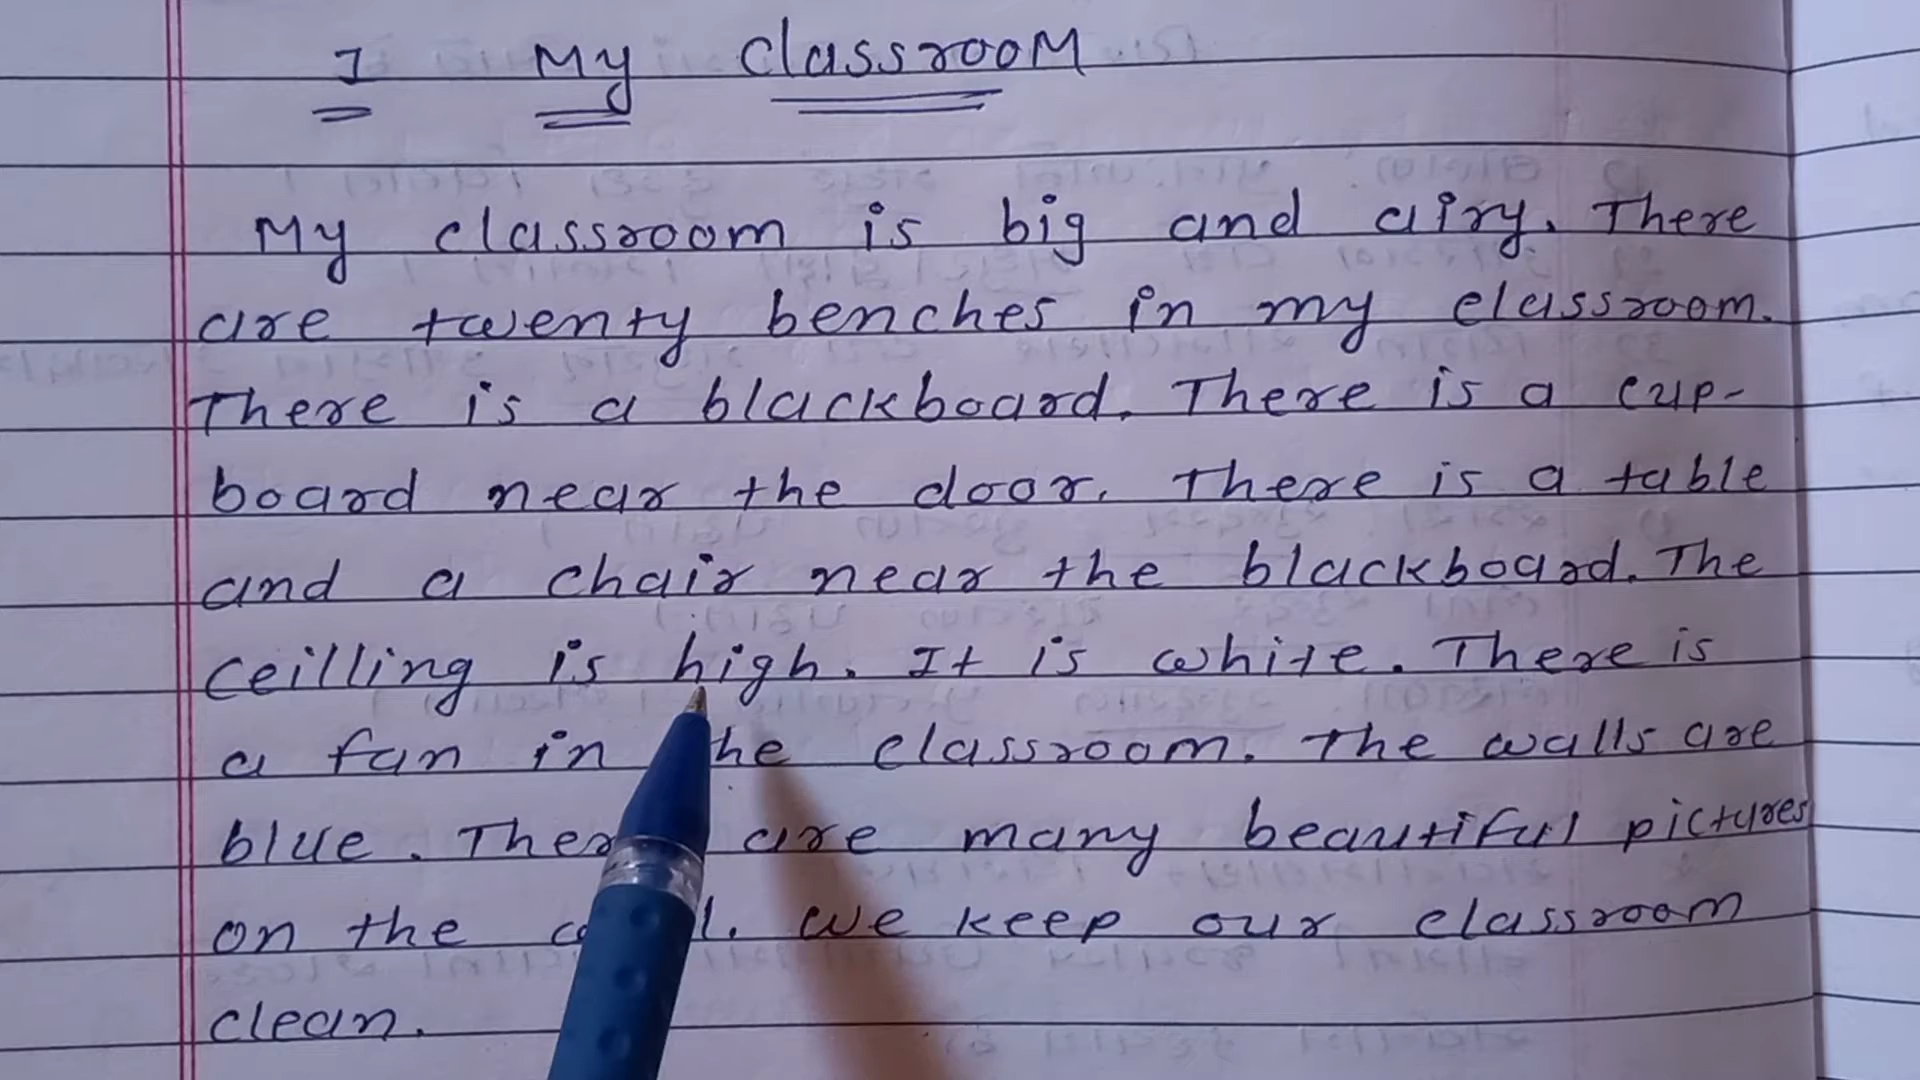 I My Classroom
My classroom is big and airy. There
are twenty benches in my classroom.
There is a blackboard. There is a cup-
board near the door. There is a table
and a chair near the blackboard. The
ceilling is high. It is white. There is
a fan in the classroom. The walls are
blue. There are many beautiful pictures
on the We keep our classroom
clean.